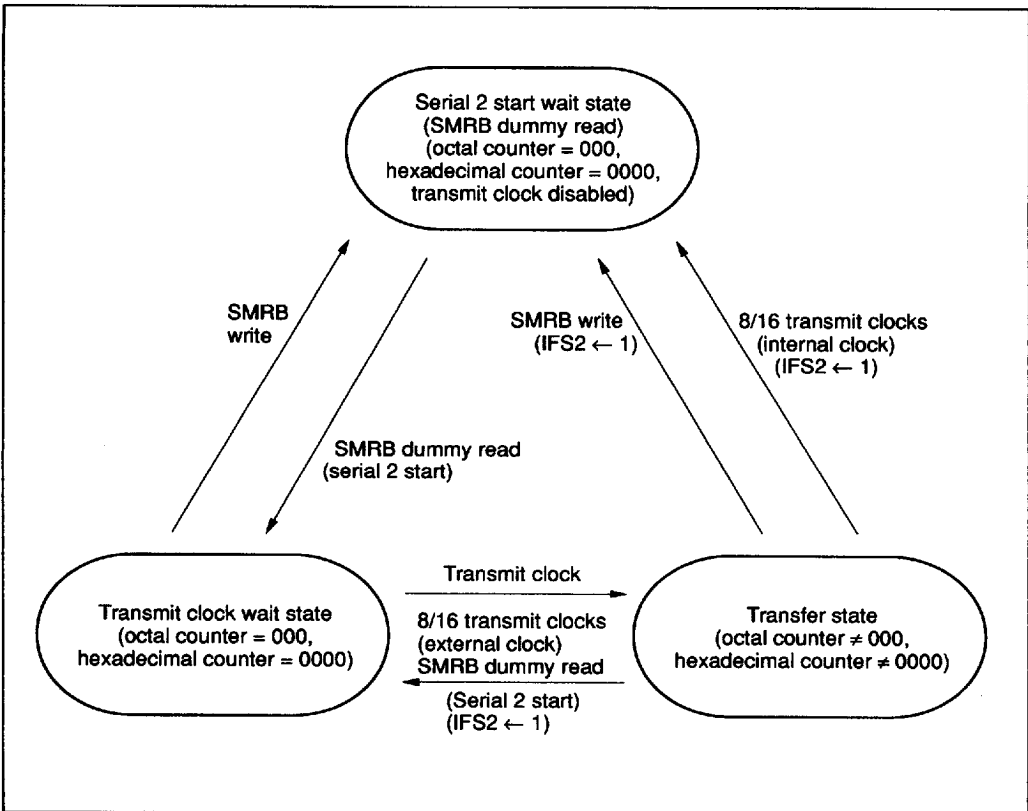 Serial 2 start wait state
(SMRB dummy read)
(octal counter = 000,
hexadecimal counter = 0000,
transmit clock disabled)
SMRB
write
SMRB write
(IFS2 ← 1)
8/16 transmit clocks
(internal clock)
(IFS2 ← 1)
SMRB dummy read
(serial 2 start)
Transmit clock wait state
(octal counter = 000,
hexadecimal counter = 0000)
Transmit clock
8/16 transmit clocks
(external clock)
SMRB dummy read
(Serial 2 start)
(IFS2 ← 1)
Transfer state
(octal counter ≠ 000,
hexadecimal counter ≠ 0000)